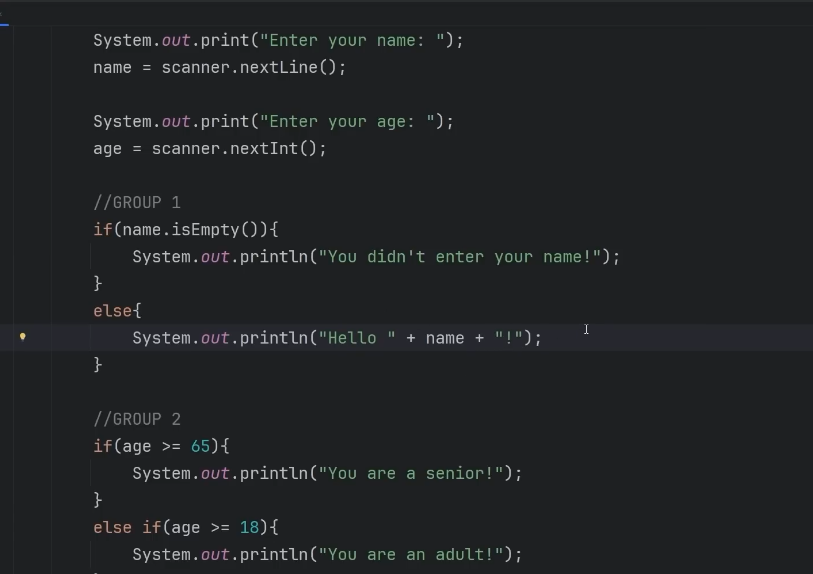 System.out.print("Enter your name: ");
name = scanner.nextLine();
System.out.print("Enter your age: ");
age = scanner.nextInt();
//GROUP 1
if(name.isEmpty()){
System.out.println("You didn't enter your name!");
}
else{
System.out.println("Hello " + name + "!");
}
//GROUP 2
if(age >= 65){
System.out.println("You are a senior!");
}
else if(age >= 18){
System.out.println("You are an adult!");